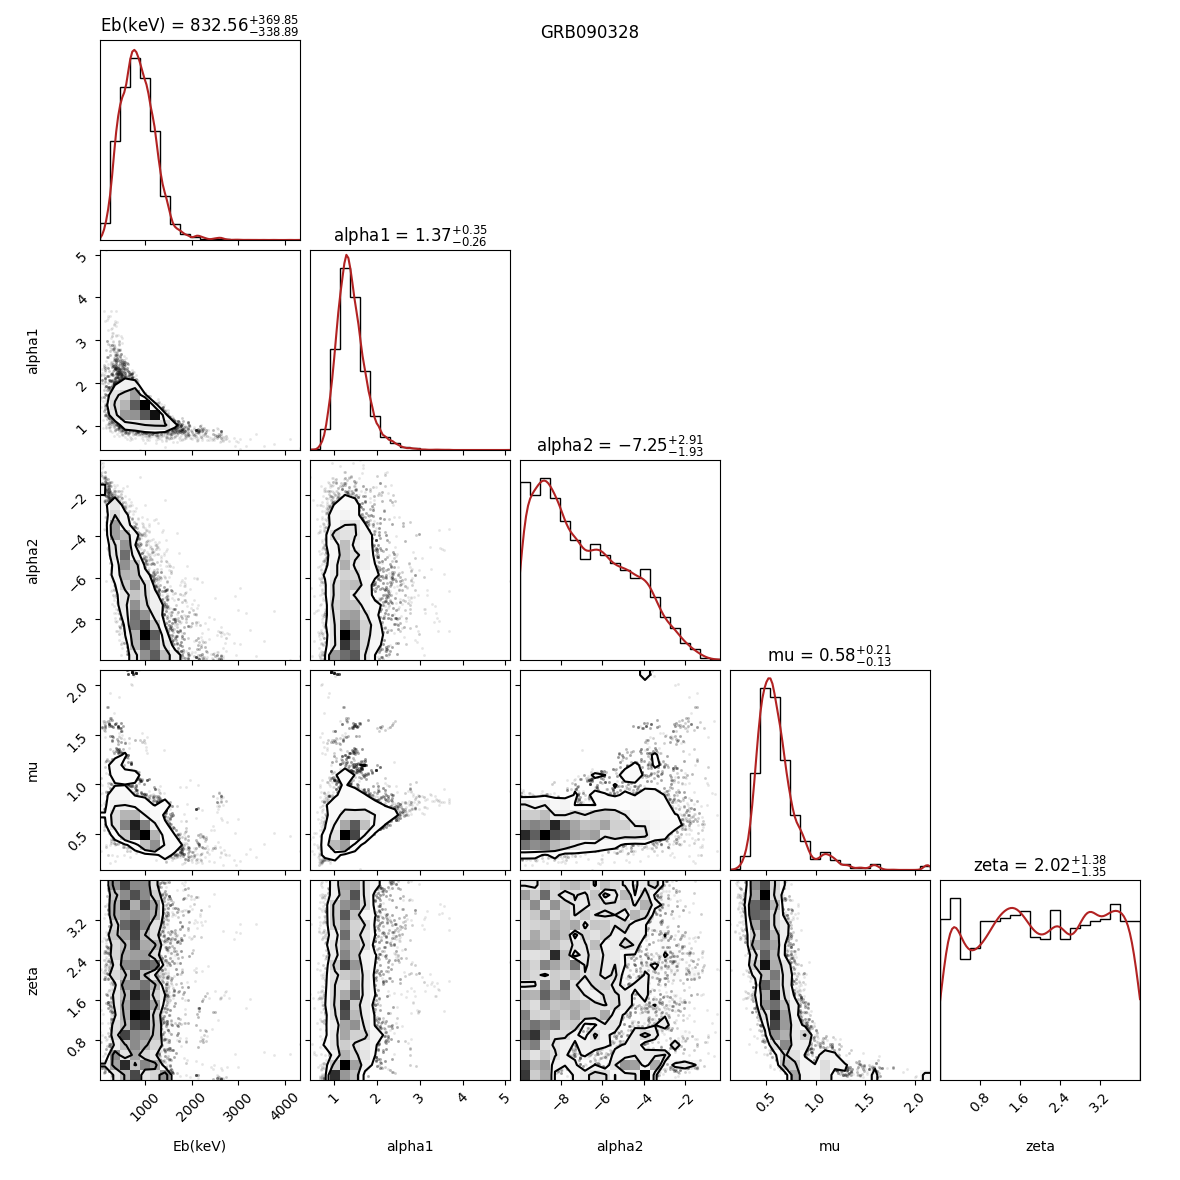 GRB090328
Eb(keV) = 832.56+369.85−338.89
alpha1 = 1.37+0.35−0.26
5
4
3
2
1
alpha1
alpha2 = −7.25+2.91−1.93
−2
−4
−6
−8
alpha2
mu = 0.58+0.21−0.13
2.0
1.5
1.0
0.5
mu
zeta = 2.02+1.38−1.35
3.2
2.4
1.6
0.8
zeta
1000 2000 3000 4000 1 2 3 4 5 −8 −6 −4 −2 0.5 1.0 1.5 2.0 0.8 1.6 2.4 3.2
Eb(keV) alpha1 alpha2 mu zeta